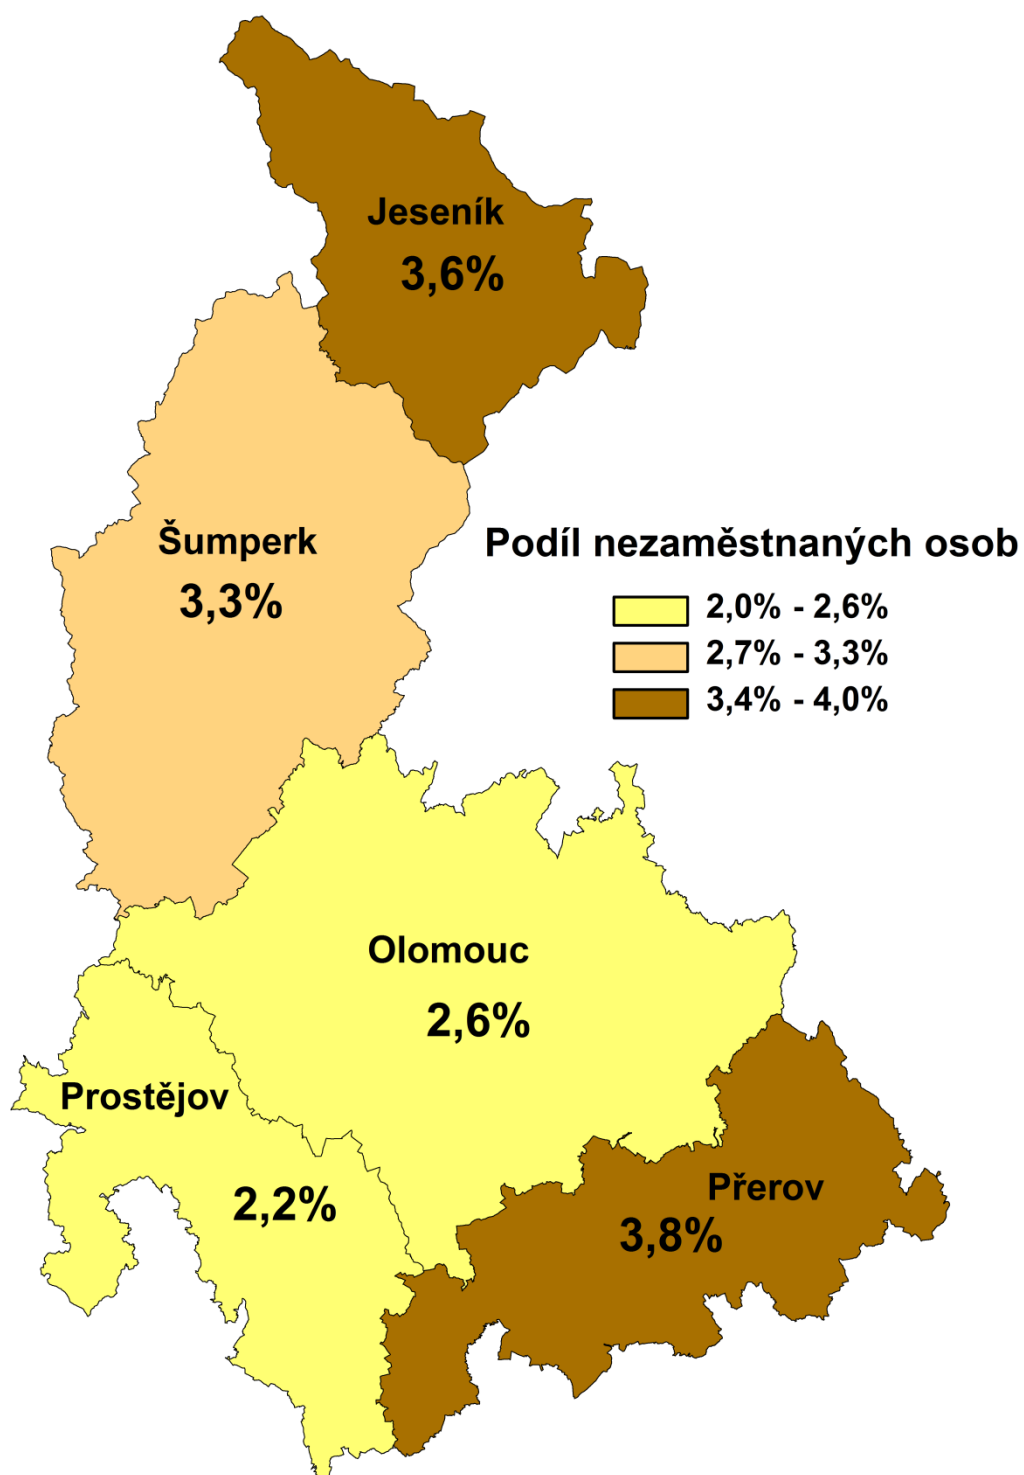 Jeseník
3,6%
Šumperk
3,3%
Podíl nezaměstnaných osob
2,0% - 2,6%
2,7% - 3,3%
3,4% - 4,0%
Olomouc
2,6%
Prostějov
2,2%
Přerov
3,8%